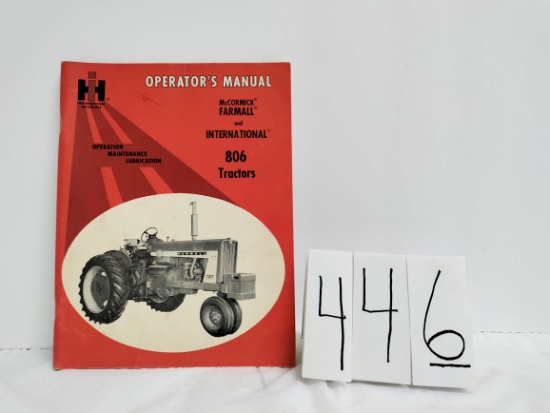 OPERATOR'S MANUAL
McCORMICK®
FARMALL®
and
INTERNATIONAL®
806
Tractors
OPERATION
MAINTENANCE
LUBRICATION
IH
®
FARMALL
446